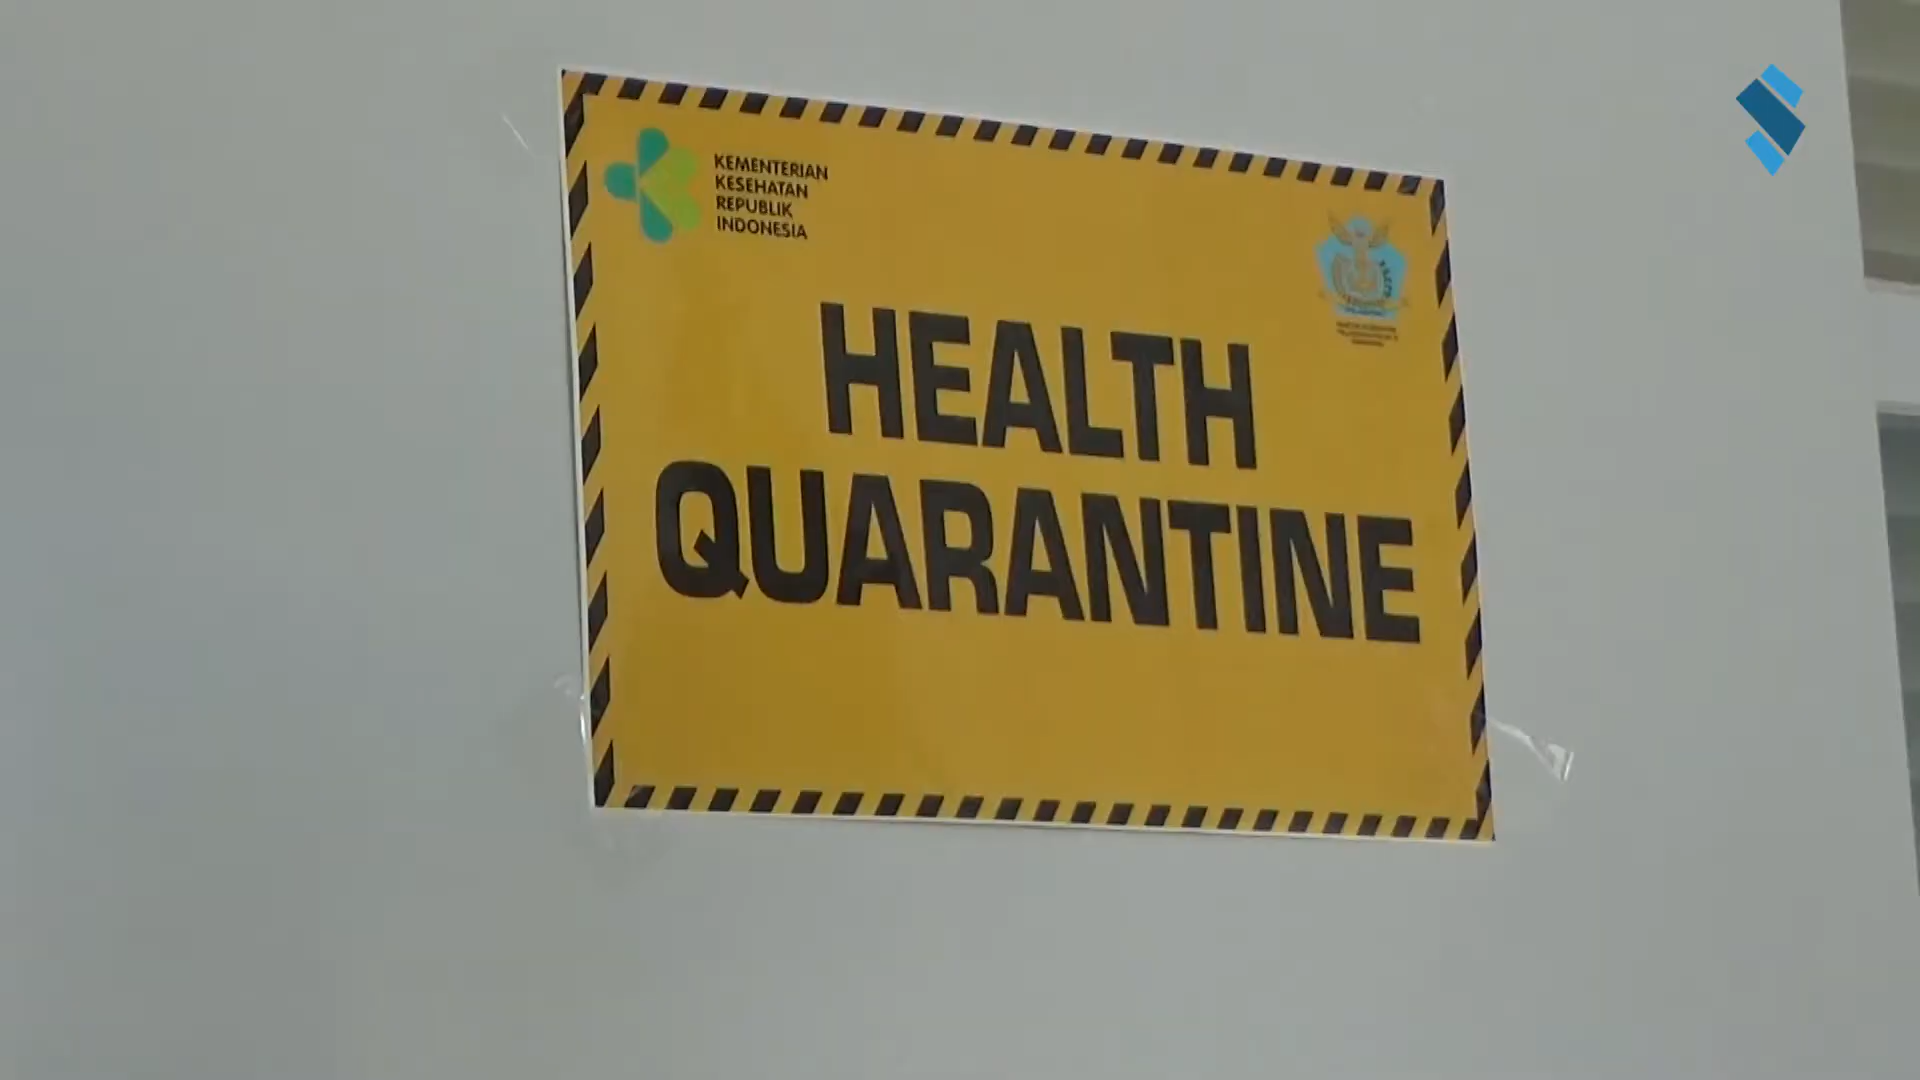 KEMENTERIAN
KESEHATAN
REPUBLIK
INDONESIA
HEALTH
QUARANTINE